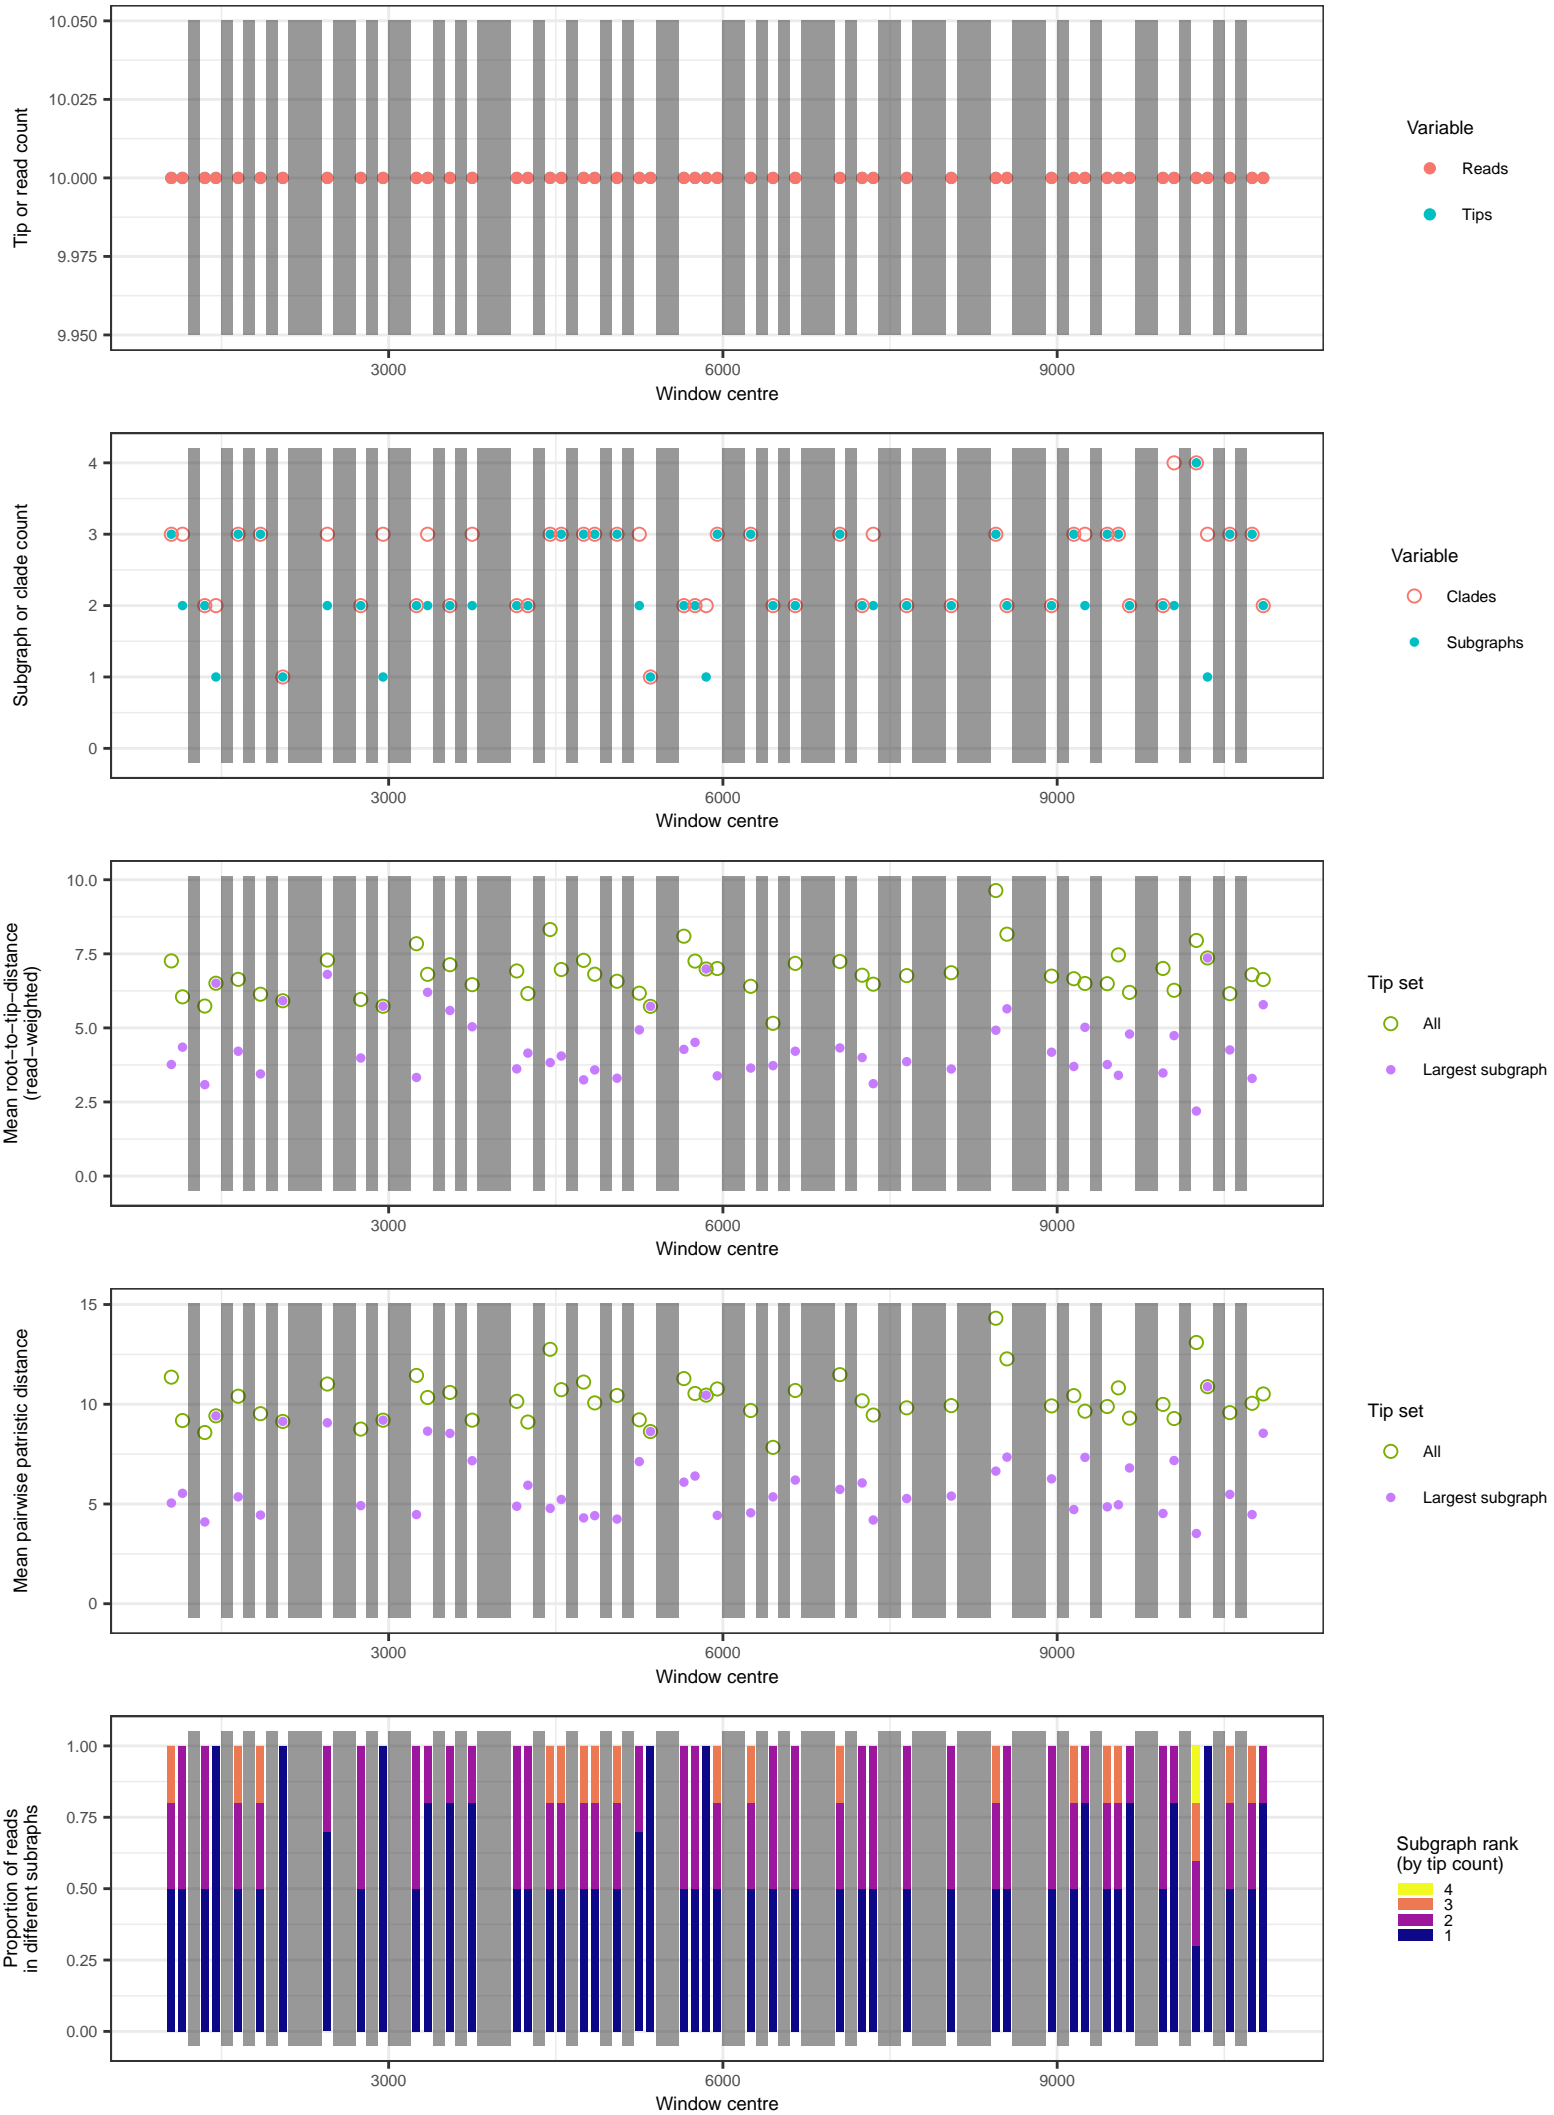 10.050
10.025
10.000
9.975
9.950
Tip or read count
3000
6000
9000
Window centre
Variable
Reads
Tips
4
3
2
1
0
Subgraph or clade count
3000
6000
9000
Window centre
Variable
Clades
Subgraphs
10.0
7.5
5.0
2.5
0.0
Mean root−to−tip−distance
(read−weighted)
3000
6000
9000
Window centre
Tip set
All
Largest subgraph
15
10
5
0
Mean pairwise patristic distance
3000
6000
9000
Window centre
Tip set
All
Largest subgraph
1.00
0.75
0.50
0.25
0.00
Proportion of reads
in different subraphs
3000
6000
9000
Window centre
Subgraph rank
(by tip count)
4
3
2
1